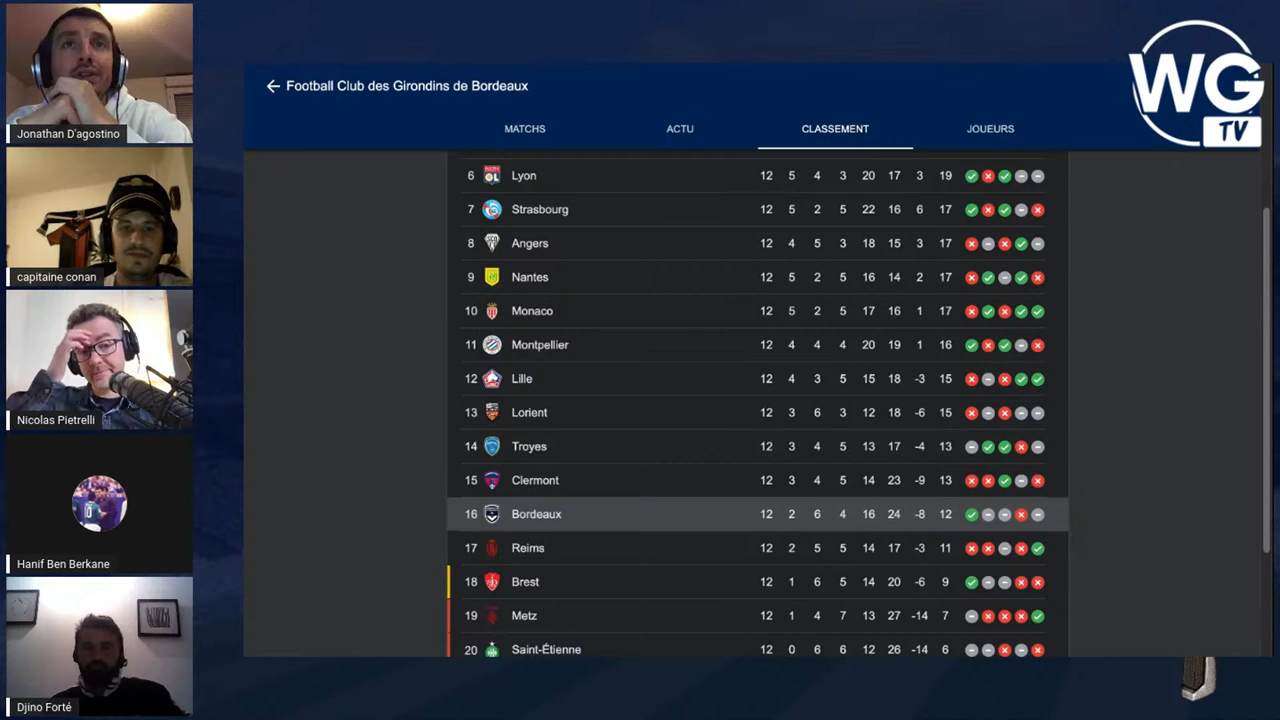 Jonathan D'agostino
capitaine conan
Nicolas Pietrelli
Hanif Ben Berkane
Djino Forté
WG
TV
Football Club des Girondins de Bordeaux
MATCHS ACTU CLASSEMENT JOUEURS
6 Lyon 12 5 4 3 20 17 3 19
7 Strasbourg 12 5 2 5 22 16 6 17
8 Angers 12 4 5 3 18 15 3 17
9 Nantes 12 5 2 5 16 14 2 17
10 Monaco 12 5 2 5 17 16 1 17
11 Montpellier 12 4 4 4 20 19 1 16
12 Lille 12 4 3 5 15 18 -3 15
13 Lorient 12 3 6 3 12 18 -6 15
14 Troyes 12 3 4 5 13 17 -4 13
15 Clermont 12 3 4 5 14 23 -9 13
16 Bordeaux 12 2 6 4 16 24 -8 12
17 Reims 12 2 5 5 14 17 -3 11
18 Brest 12 1 6 5 14 20 -6 9
19 Metz 12 1 4 7 13 27 -14 7
20 Saint-Étienne 12 0 6 6 12 26 -14 6